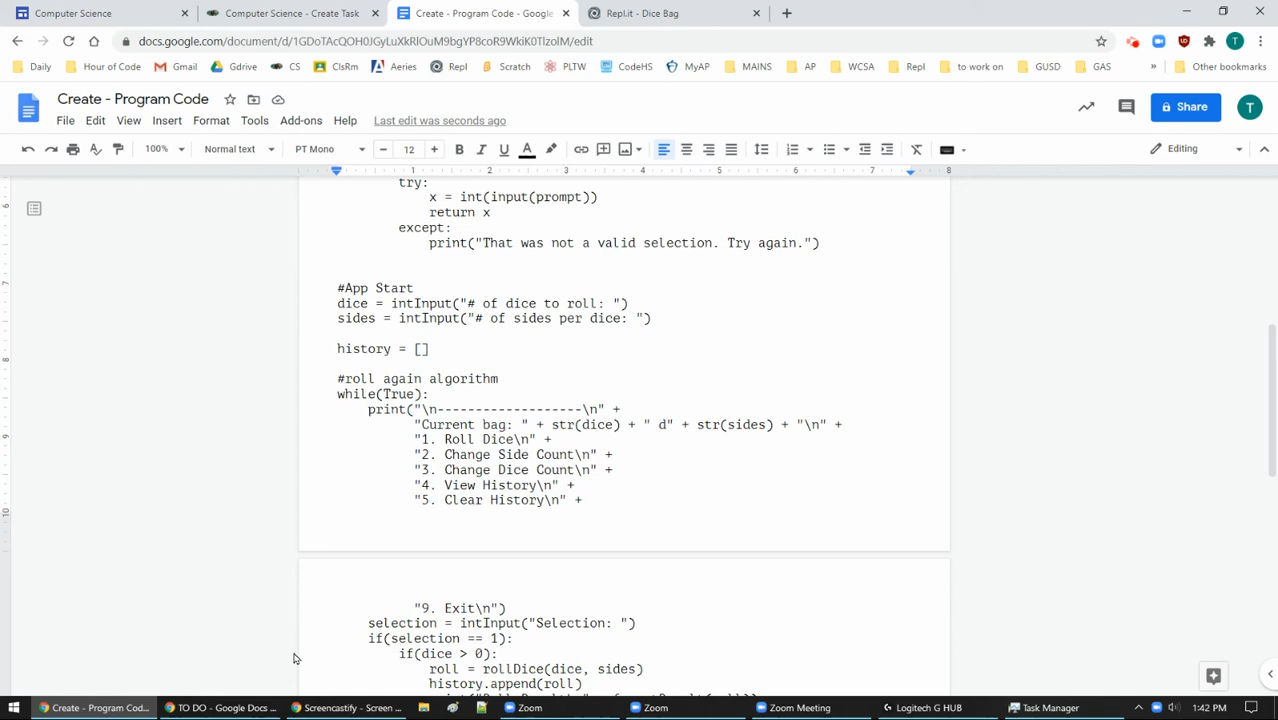 Computer Science
Computer Science - Create Task
Create - Program Code - Google
Repl.it - Dice Bag
docs.google.com/document/d/1GDoTAcQOH0JGyLuXkRlOuM9bgYP8coR9WkiK0TlzolM/edit
Daily
Hour of Code
Gmail
Gdrive
CS
ClsRm
Aeries
Repl
Scratch
PLTW
CodeHS
MyAP
MAINS
AP
WCSA
Repl
to work on
GUSD
GAS
Other bookmarks
Create - Program Code
File Edit View Insert Format Tools Add-ons Help Last edit was seconds ago
Share
T
100% Normal text PT Mono 12 Editing
1 2 3 4 5 6 7 8
try:
x = int(input(prompt))
return x
except:
print("That was not a valid selection. Try again.")
#App Start
dice = intInput("# of dice to roll: ")
sides = intInput("# of sides per dice: ")
history = []
#roll again algorithm
while(True):
print("\n-------------------\n" +
"Current bag: " + str(dice) + " d" + str(sides) + "\n" +
"1. Roll Dice\n" +
"2. Change Side Count\n" +
"3. Change Dice Count\n" +
"4. View History\n" +
"5. Clear History\n" +
"9. Exit\n")
selection = intInput("Selection: ")
if(selection == 1):
if(dice > 0):
roll = rollDice(dice, sides)
history.append(roll)
Create - Program Cod...
TO DO - Google Docs ...
Screencastify - Screen ...
Zoom
Zoom
Zoom Meeting
Logitech G HUB
Task Manager
1:42 PM